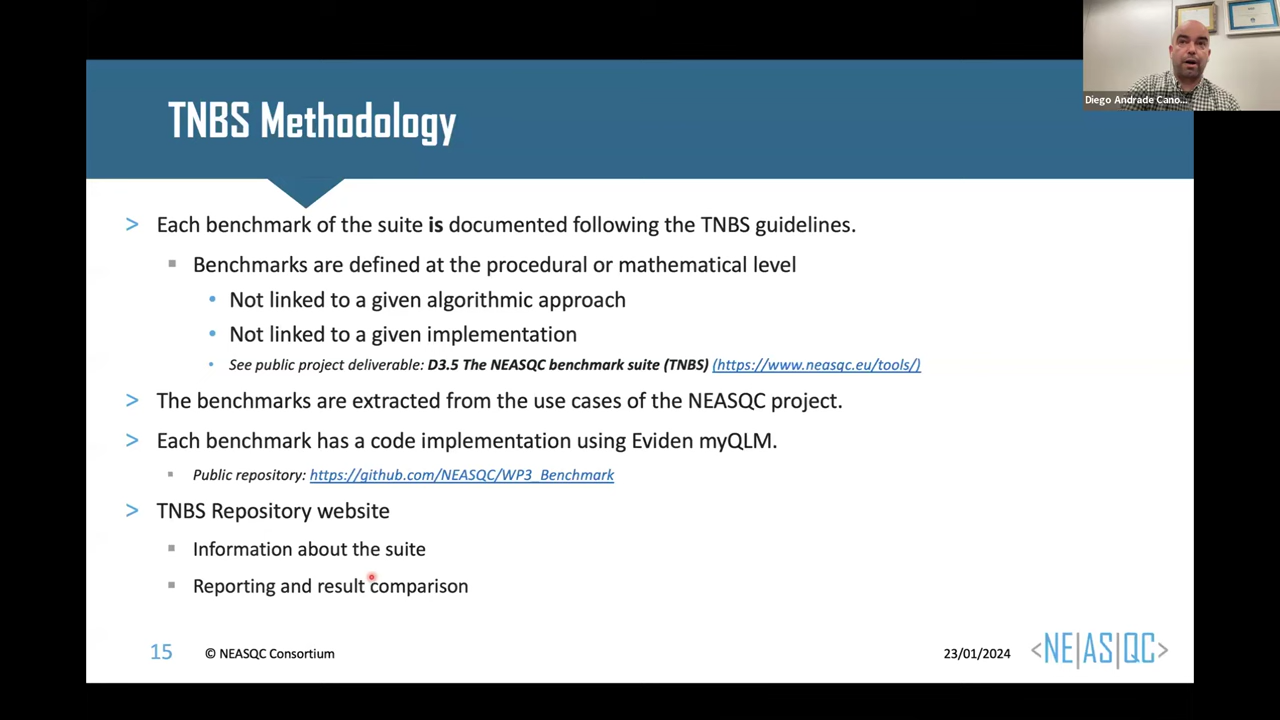 Diego Andrade Cano...
TNBS Methodology
> Each benchmark of the suite is documented following the TNBS guidelines.
▪ Benchmarks are defined at the procedural or mathematical level
• Not linked to a given algorithmic approach
• Not linked to a given implementation
• See public project deliverable: D3.5 The NEASQC benchmark suite (TNBS) (https://www.neasqc.eu/tools/)
> The benchmarks are extracted from the use cases of the NEASQC project.
> Each benchmark has a code implementation using Eviden myQLM.
▪ Public repository: https://github.com/NEASQC/WP3_Benchmark
> TNBS Repository website
▪ Information about the suite
▪ Reporting and result comparison
15 © NEASQC Consortium 23/01/2024 <NE|AS|QC>